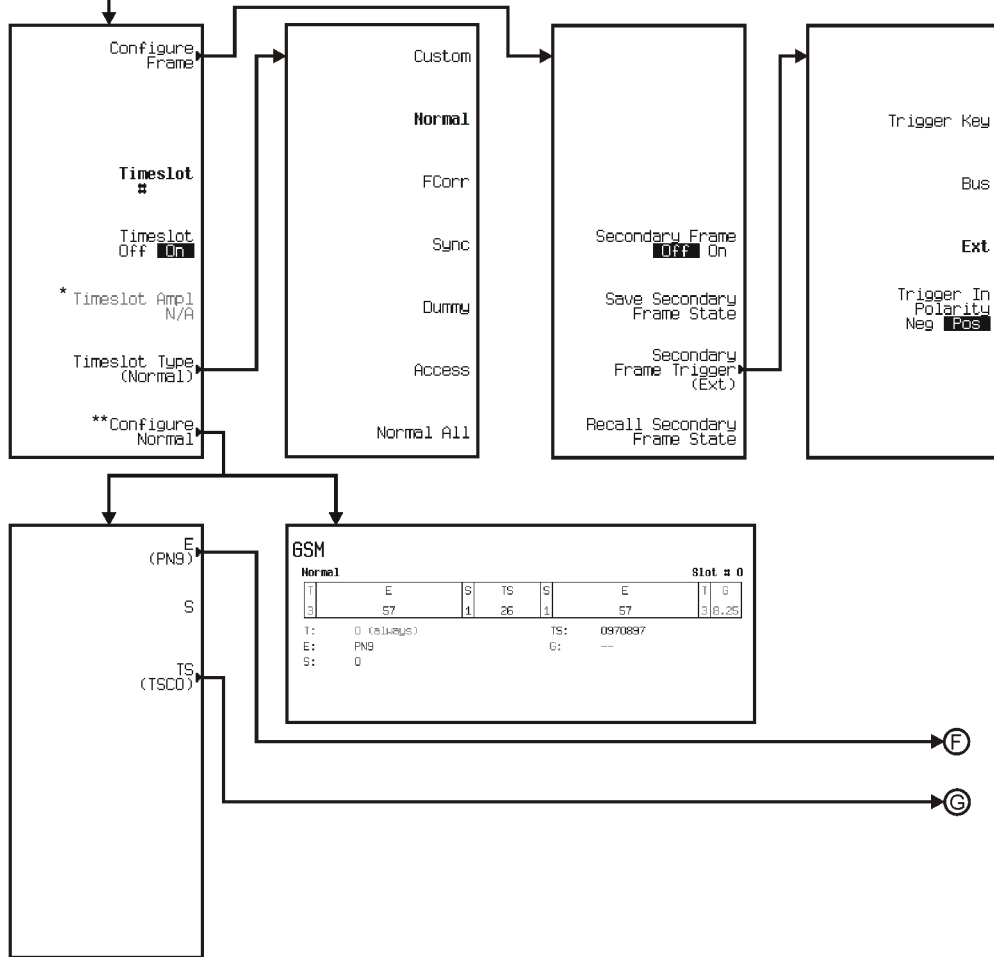 Configure
Frame
Timeslot
#
Timeslot
Off On
* Timeslot Ampl
N/A
Timeslot Type
(Normal)
**Configure
Normal
Custom
Normal
FCorr
Sync
Dummy
Access
Normal All
Secondary Frame
Off On
Save Secondary
Frame State
Secondary
Frame Trigger
(Ext)
Recall Secondary
Frame State
Trigger Key
Bus
Ext
Trigger In
Polarity
Neg Pos
E
(PN9)
S
TS
(TSC0)
GSM
Normal Slot # 0
T E S TS S E T G
3 57 1 26 1 57 3 8.25
T: 0 (always) TS: 0970897
E: PN9 G: ---
S: 0
F
G